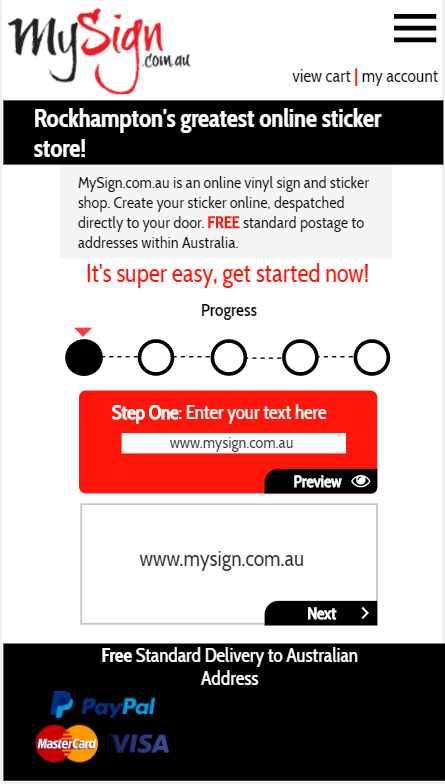 MySign
.com.au
view cart | my account
Rockhampton's greatest online sticker
store!
MySign.com.au is an online vinyl sign and sticker
shop. Create your sticker online, despatched
directly to your door. FREE standard postage to
addresses within Australia.
It's super easy, get started now!
Progress
Step One: Enter your text here
www.mysign.com.au
Preview
www.mysign.com.au
Next
Free Standard Delivery to Australian
Address
PayPal
MasterCard VISA